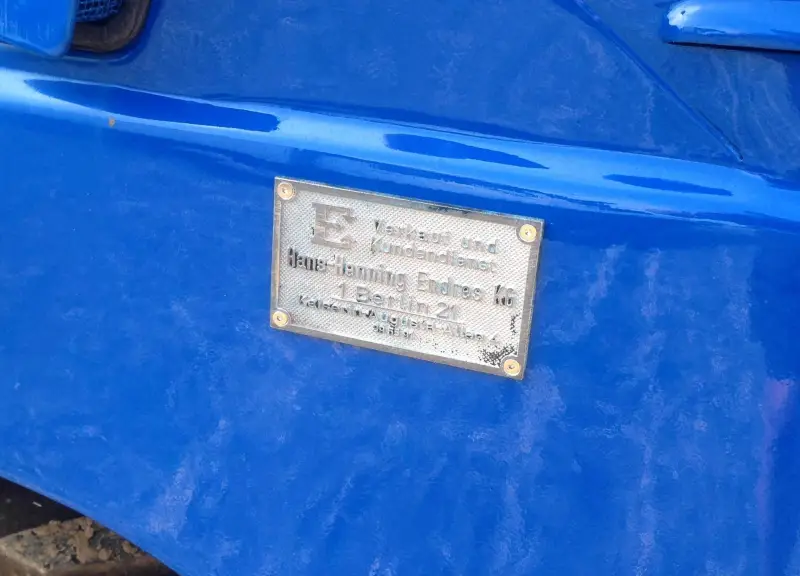 E Verkauf und
Kundendienst
Hans-Henning Endres KG
1 Berlin 21
Kaiserin-Augusta-Allee